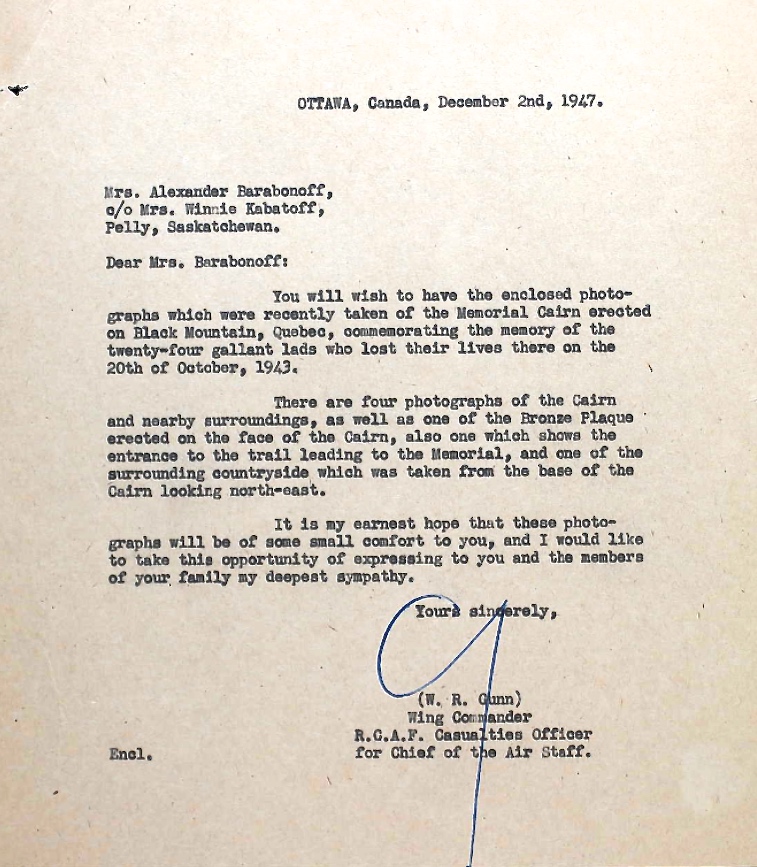 OTTAWA, Canada, December 2nd, 1947.
Mrs. Alexander Barabonoff,
c/o Mrs. Winnie Kabatoff,
Pelly, Saskatchewan.
Dear Mrs. Barabonoff:
You will wish to have the enclosed photo-
graphs which were recently taken of the Memorial Cairn erected
on Black Mountain, Quebec, commemorating the memory of the
twenty-four gallant lads who lost their lives there on the
20th of October, 1943.
There are four photographs of the Cairn
and nearby surroundings, as well as one of the Bronze Plaque
erected on the face of the Cairn, also one which shows the
entrance to the trail leading to the Memorial, and one of the
surrounding countryside which was taken from the base of the
Cairn looking north-east.
It is my earnest hope that these photo-
graphs will be of some small comfort to you, and I would like
to take this opportunity of expressing to you and the members
of your family my deepest sympathy.
Yours sincerely,
(W. R. Gunn)
Wing Commander
R.C.A.F. Casualties Officer
Encl. for Chief of the Air Staff.